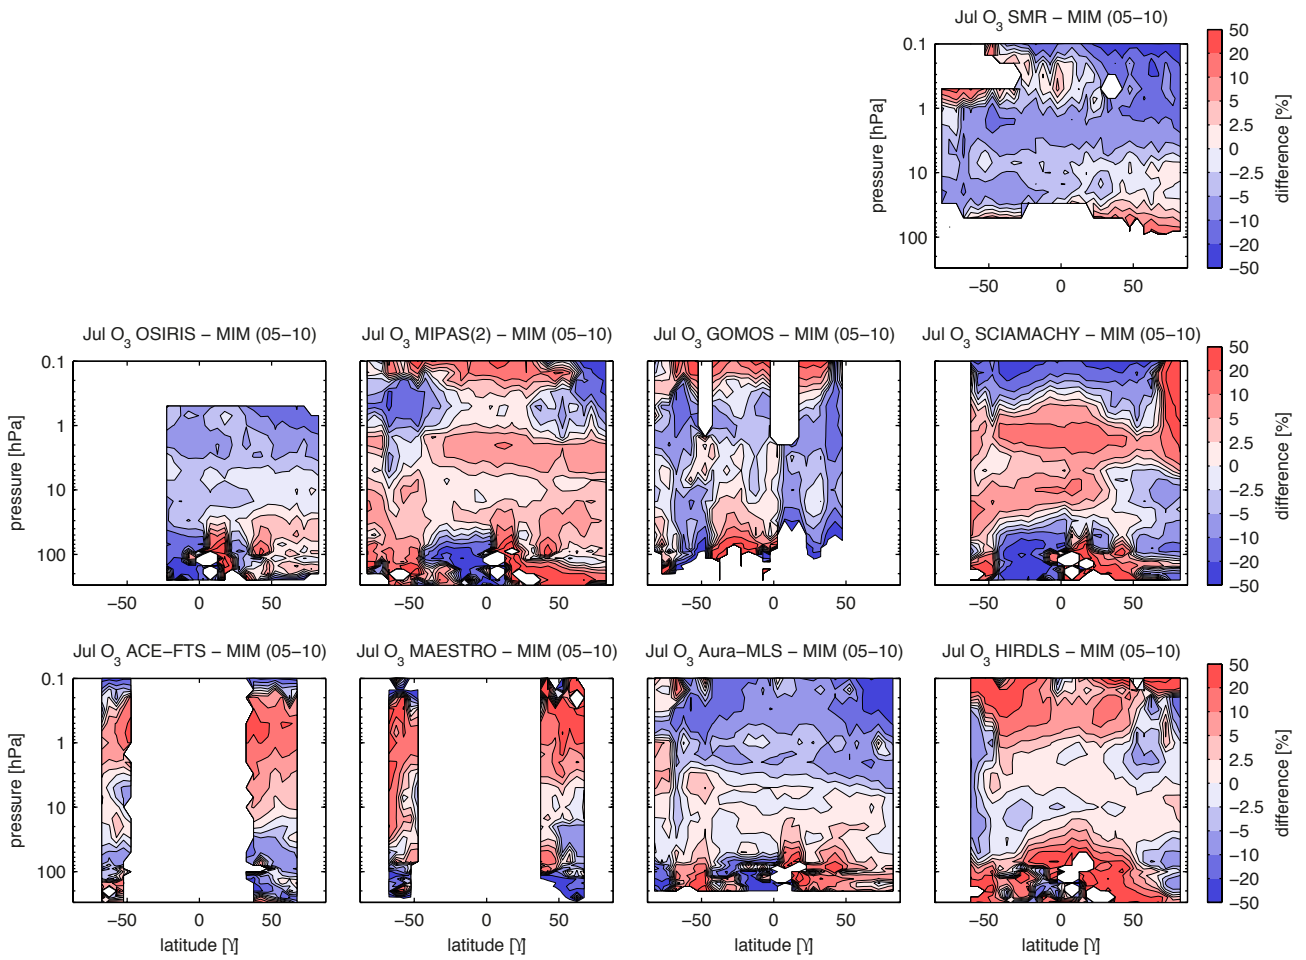 Jul O3 SMR − MIM (05−10)
0.1
1
10
100
pressure [hPa]
−50 0 50
50
20
10
5
2.5
0
−2.5
−5
−10
−20
−50
difference [%]
Jul O3 OSIRIS − MIM (05−10)
0.1
1
10
100
pressure [hPa]
−50 0 50
Jul O3 MIPAS(2) − MIM (05−10)
−50 0 50
Jul O3 GOMOS − MIM (05−10)
−50 0 50
Jul O3 SCIAMACHY − MIM (05−10)
−50 0 50
50
20
10
5
2.5
0
−2.5
−5
−10
−20
−50
difference [%]
Jul O3 ACE−FTS − MIM (05−10)
0.1
1
10
100
pressure [hPa]
−50 0 50
latitude [Ƴ]
Jul O3 MAESTRO − MIM (05−10)
−50 0 50
latitude [Ƴ]
Jul O3 Aura−MLS − MIM (05−10)
−50 0 50
latitude [Ƴ]
Jul O3 HIRDLS − MIM (05−10)
−50 0 50
latitude [Ƴ]
50
20
10
5
2.5
0
−2.5
−5
−10
−20
−50
difference [%]